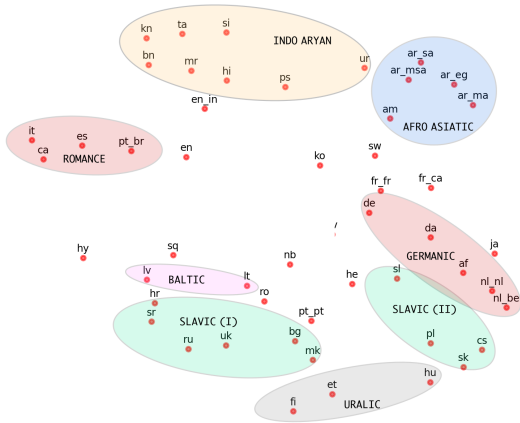 kn
ta
si
INDO ARYAN
bn
mr
hi
ps
ur
ar_sa
ar_msa
ar_eg
ar_ma
am
AFRO ASIATIC
en_in
it
es
pt_br
ca
ROMANCE
en
ko
sw
fr_fr
fr_ca
de
da
GERMANIC
ja
af
nl_nl
nl_be
hy
sq
nb
he
lv
BALTIC
lt
hr
ro
sr
SLAVIC (I)
ru
uk
bg
mk
pt_pt
sl
SLAVIC (II)
pl
cs
sk
hu
et
fi
URALIC